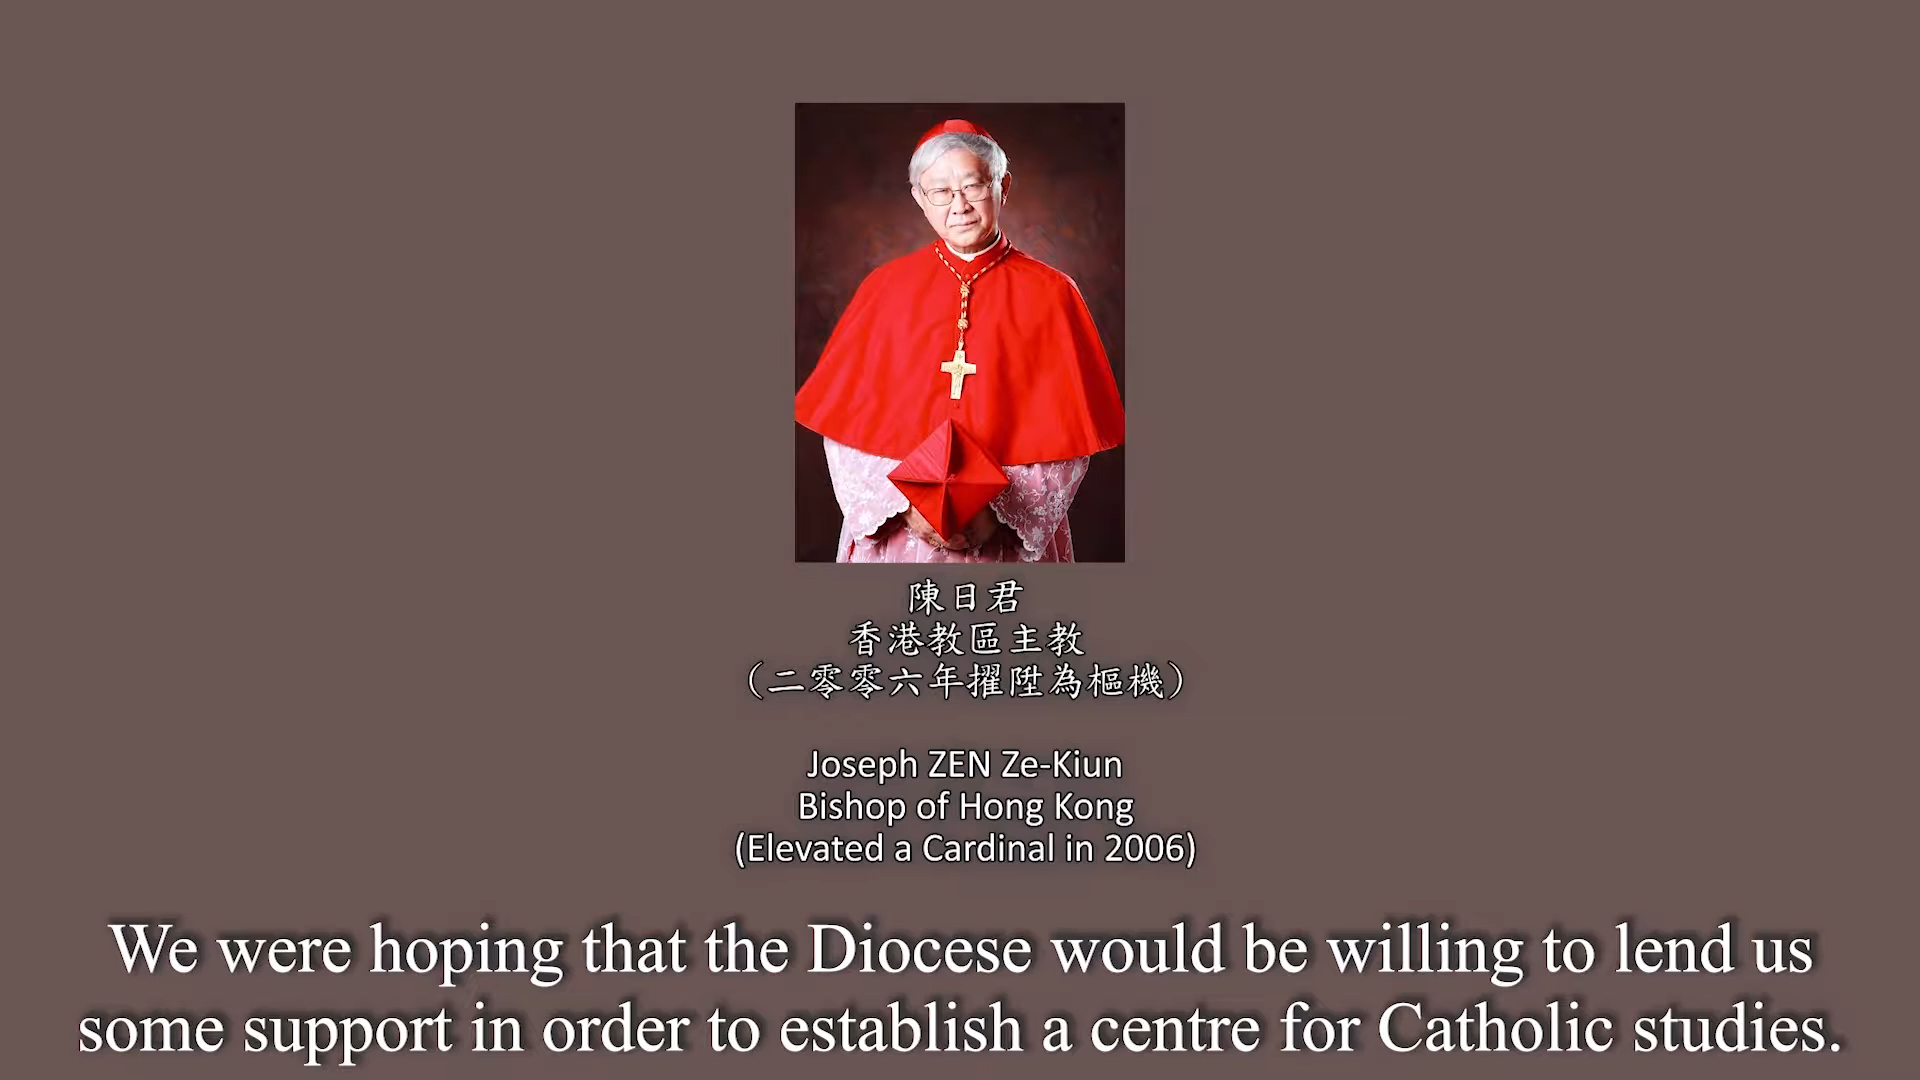 陳日君
香港教區主教
（二零零六年擢陞為樞機）
Joseph ZEN Ze-Kiun
Bishop of Hong Kong
(Elevated a Cardinal in 2006)
We were hoping that the Diocese would be willing to lend us
some support in order to establish a centre for Catholic studies.